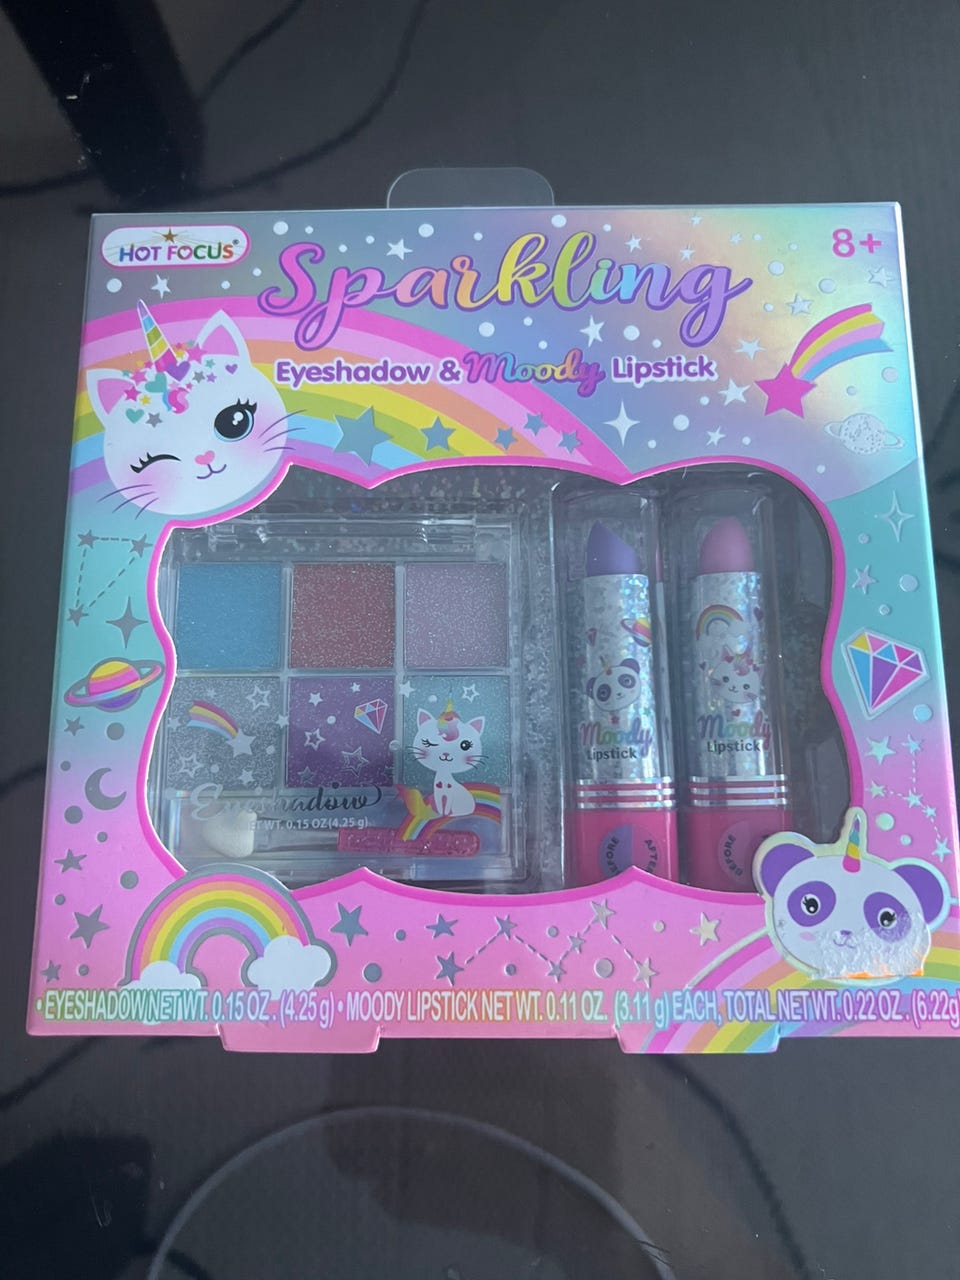 HOT FOCUS®
8+
Sparkling
Eyeshadow & Moody Lipstick
Eyeshadow
NET WT. 0.15 OZ (4.25 g)
Moody
Lipstick
BEFORE
AFTER
Moody
Lipstick
BEFORE
• EYESHADOW NET WT. 0.15 OZ. (4.25 g) • MOODY LIPSTICK NET WT. 0.11 OZ. (3.11 g) EACH, TOTAL NET WT. 0.22 OZ. (6.22g)